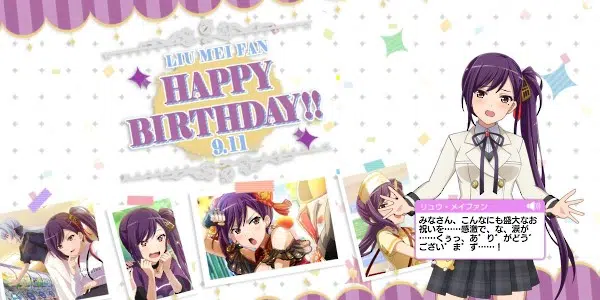 LIU MEI FAN
HAPPY
BIRTHDAY!!
9.11
リュウ・メイファン
みなさん、こんなにも盛大なお
祝いを……感激で、な、涙が
……くぅっ、あ゛り゛がどう゛
ござい゛ま゛す……！